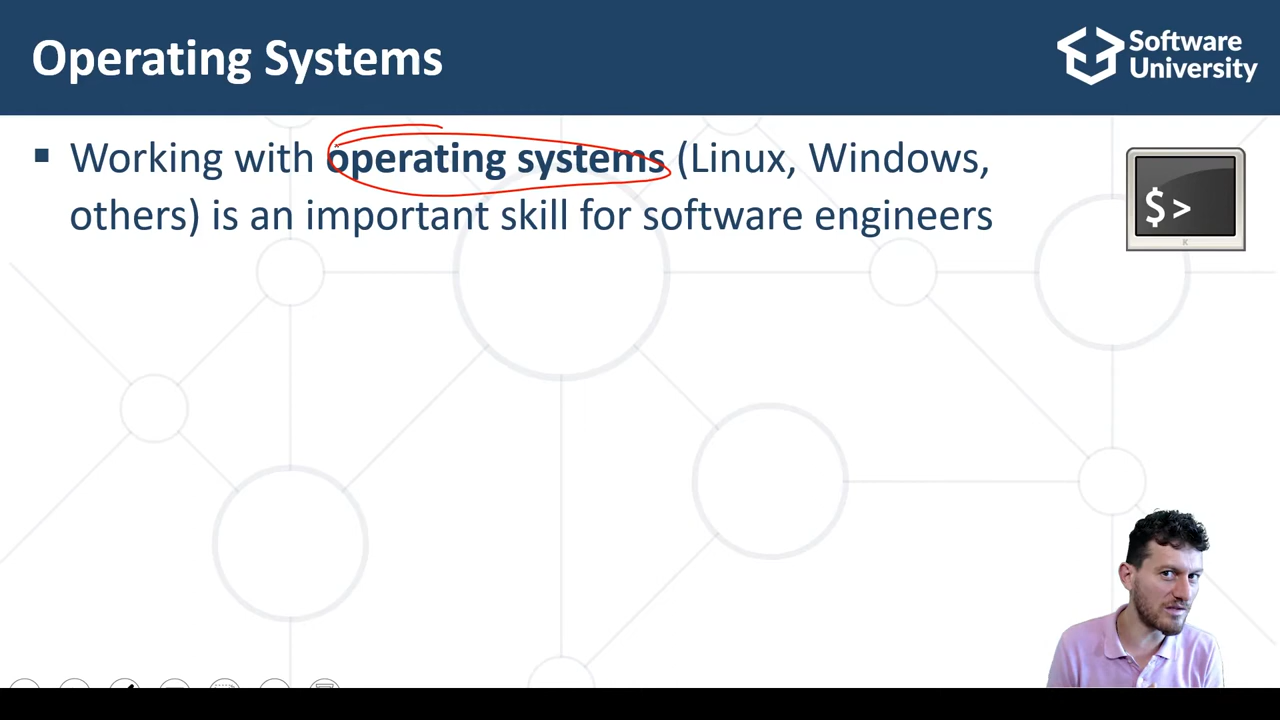 Operating Systems
Software
University
▪ Working with operating systems (Linux, Windows,
others) is an important skill for software engineers
$ >